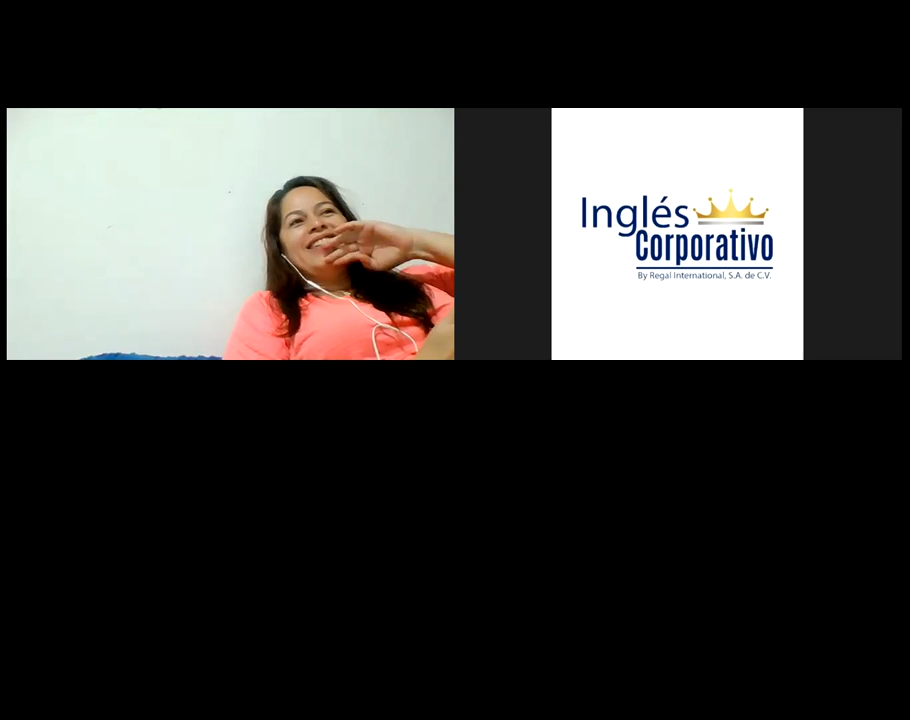 Inglés
Corporativo
By Regal International, S.A. de C.V.